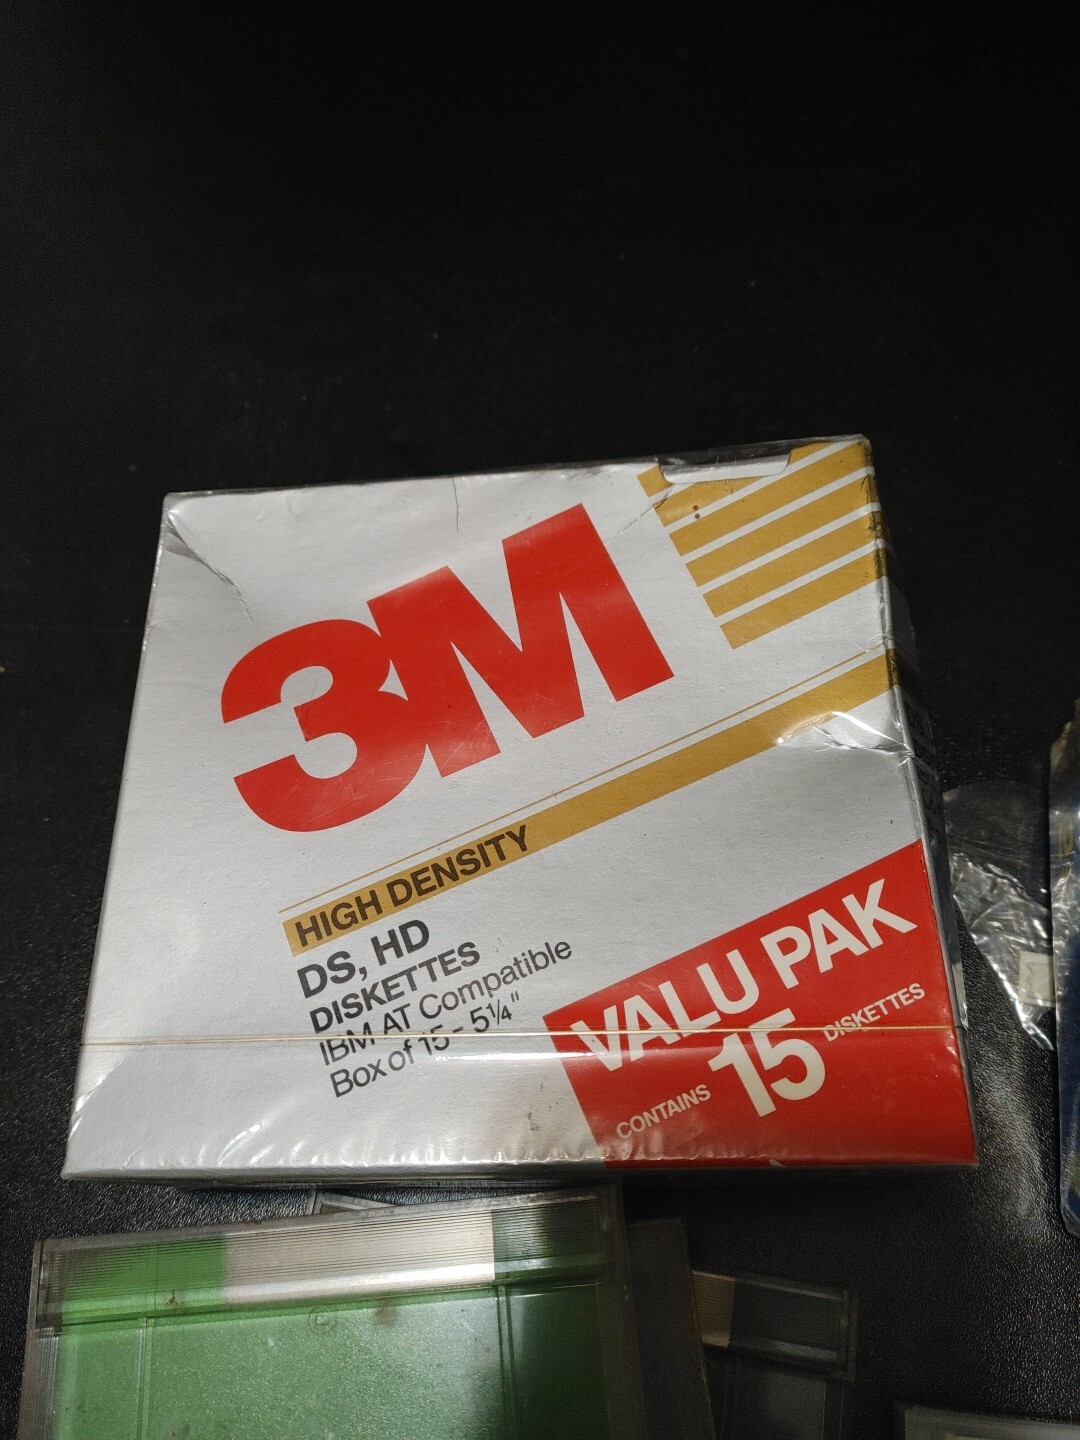 3M
HIGH DENSITY
DS, HD
DISKETTES
IBM AT Compatible
Box of 15 - 5¼"
VALU PAK
CONTAINS 15 DISKETTES